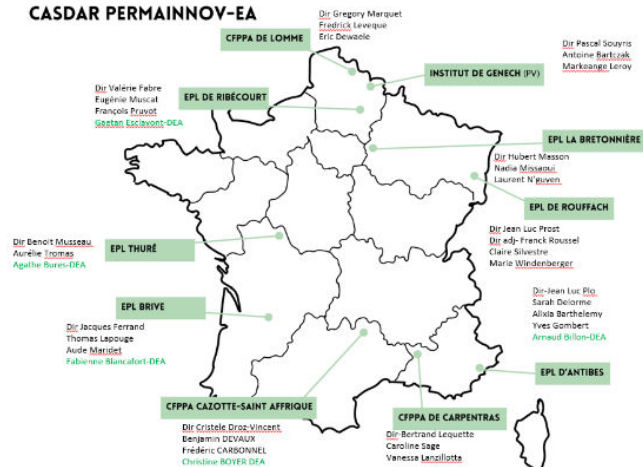 CASDAR PERMAINNOV-EA
Dir Gregory Marquet
Fredrick Leveque
Eric Dewaele
CFPPA DE LOMME
Dir Pascal Souyris
Antoine Bartczak
Markeange Leroy
INSTITUT DE GENECH (PV)
Dir Valérie Fabre
Eugénie Muscat
François Pruvot
Gaetan Esclavont-DEA
EPL DE RIBÉCOURT
EPL LA BRETONNIÈRE
Dir Hubert Masson
Nadia Missaoui
Laurent N'guyen
EPL DE ROUFFACH
Dir Jean Luc Prost
Dir adj- Franck Roussel
Claire Silvestre
Marie Windenberger
Dir Benoit Musseau
Aurélie Tromas
Agathe Bures-DEA
EPL THURÉ
EPL BRIVE
Dir Jacques Ferrand
Thomas Lapouge
Aude Maridet
Fabienne Blancafort-DEA
Dir-Jean Luc Plo
Sarah Delorme
Alixia Barthelemy
Yves Gombert
Arnaud Billon-DEA
EPL D'ANTIBES
CFPPA CAZOTTE-SAINT AFFRIQUE
Dir Cristele Droz-Vincent
Benjamin DEVAUX
Frédéric CARBONNEL
Christine BOYER DEA
CFPPA DE CARPENTRAS
Dir-Bertrand Lequette
Caroline Sage
Vanessa Lanzillotta